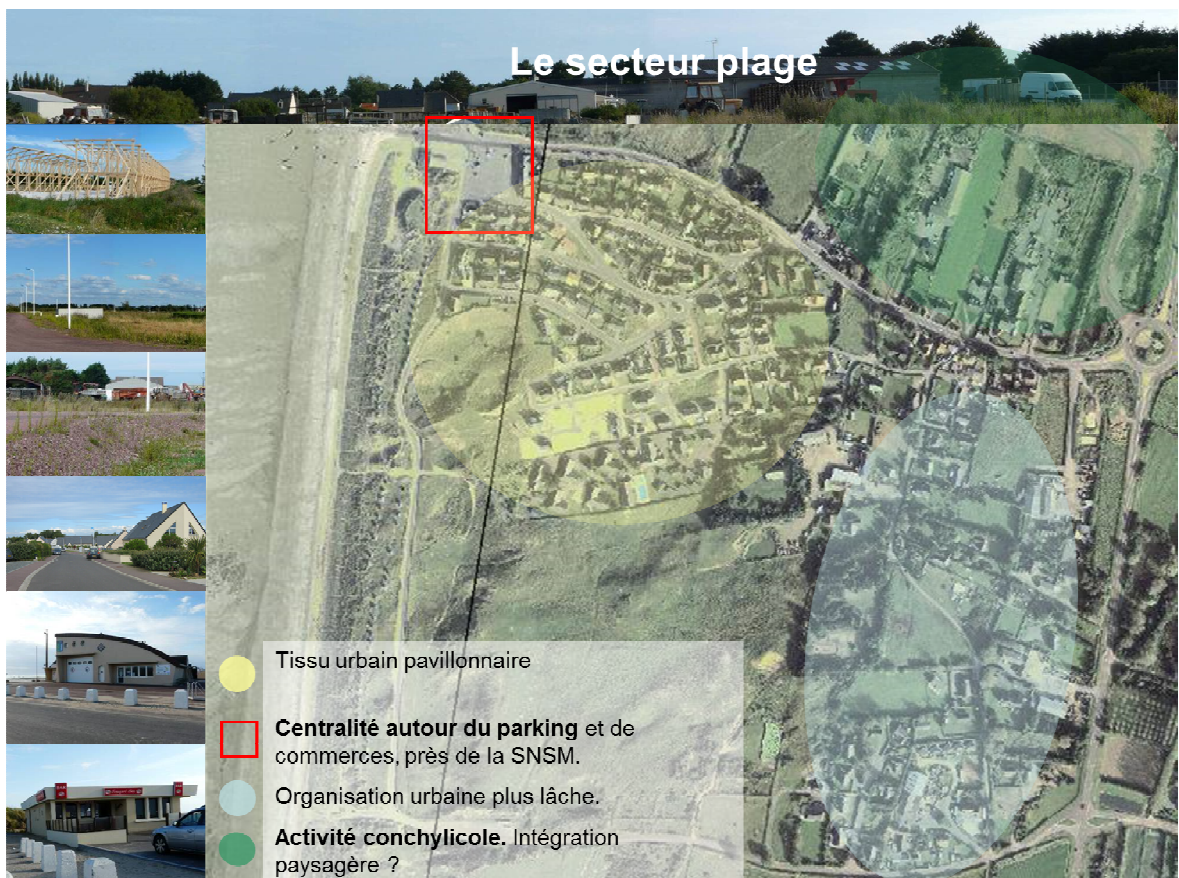 Le secteur plage
Tissu urbain pavillonnaire
Centralité autour du parking et de
commerces, près de la SNSM.
Organisation urbaine plus lâche.
Activité conchylicole. Intégration
paysagère ?